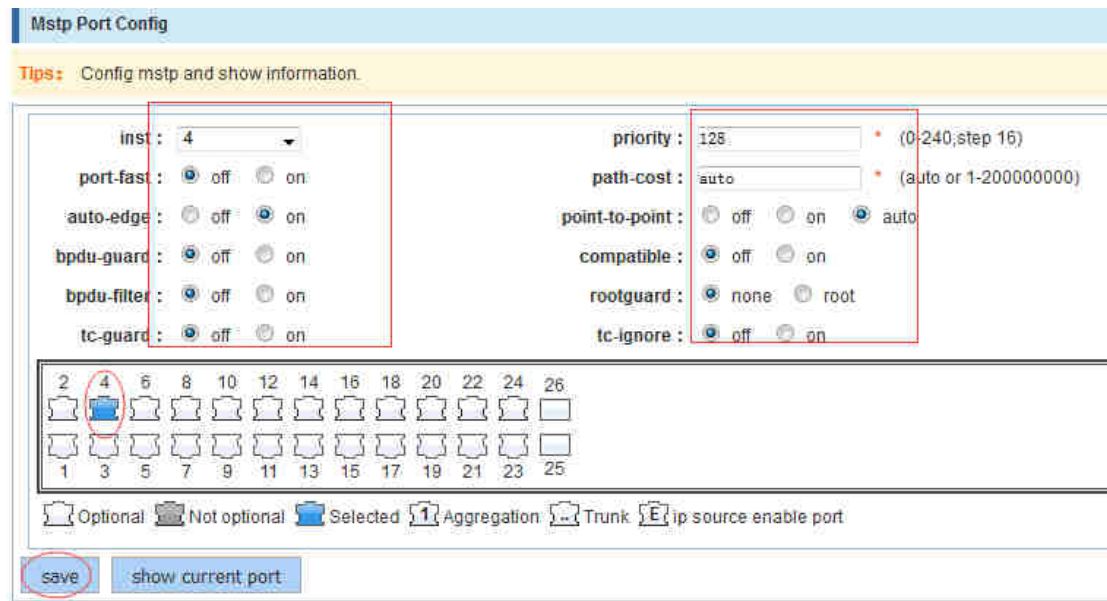 Mstp Port Config
Tips: Config mstp and show information.
inst : 4 priority : 128 * (0-240,step 16)
port-fast : off on path-cost : auto * (auto or 1-200000000)
auto-edge : off on point-to-point : off on auto
bpdu-guard : off on compatible : off on
bpdu-filter : off on rootguard : none root
tc-guard : off on tc-ignore : off on
2 4 6 8 10 12 14 16 18 20 22 24 26
1 3 5 7 9 11 13 15 17 19 21 23 25
Optional Not optional Selected 1 Aggregation .. Trunk E ip source enable port
save show current port